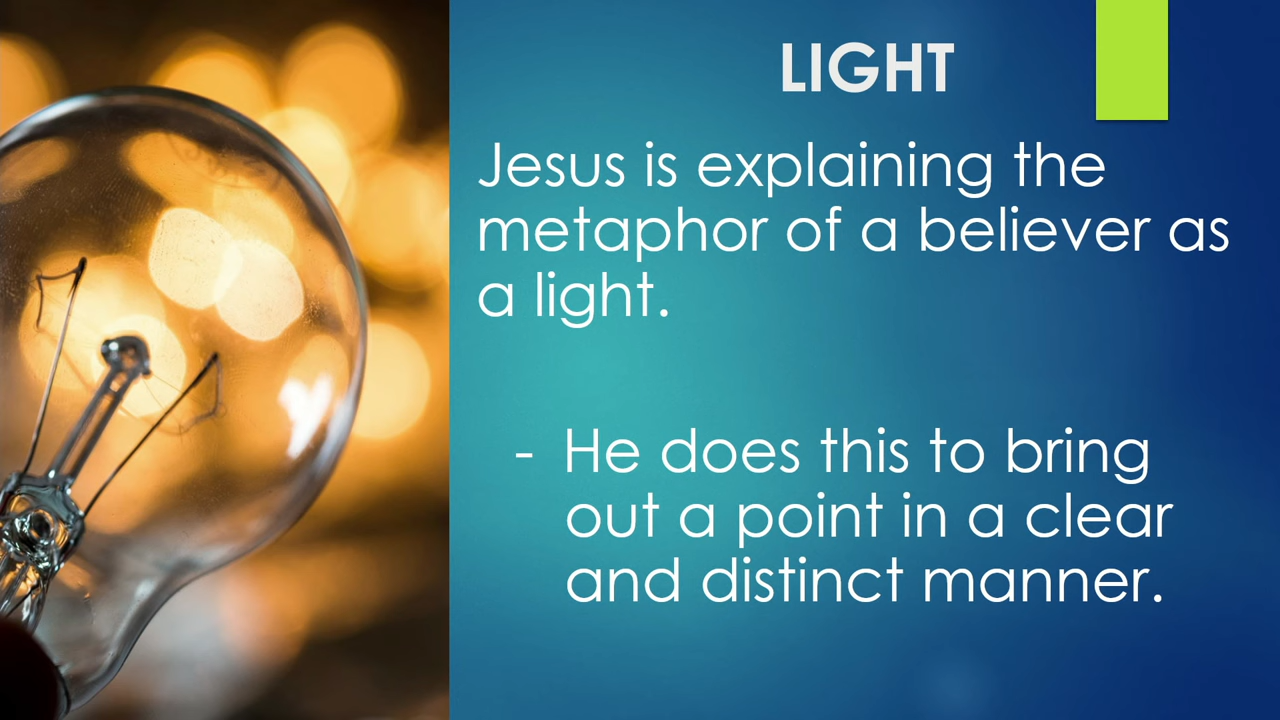 LIGHT
Jesus is explaining the
metaphor of a believer as
a light.
- He does this to bring
out a point in a clear
and distinct manner.